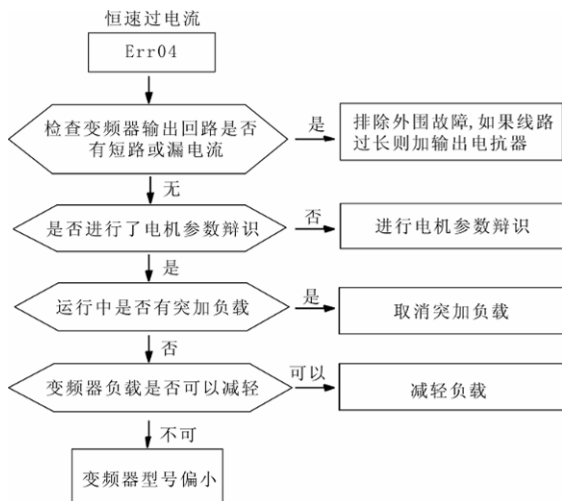 恒速过电流
Err04
检查变频器输出回路是否
有短路或漏电流
是
排除外围故障,如果线路
过长则加输出电抗器
无
是否进行了电机参数辩识
否
进行电机参数辩识
是
运行中是否有突加负载
是
取消突加负载
否
变频器负载是否可以减轻
可以
减轻负载
不可
变频器型号偏小